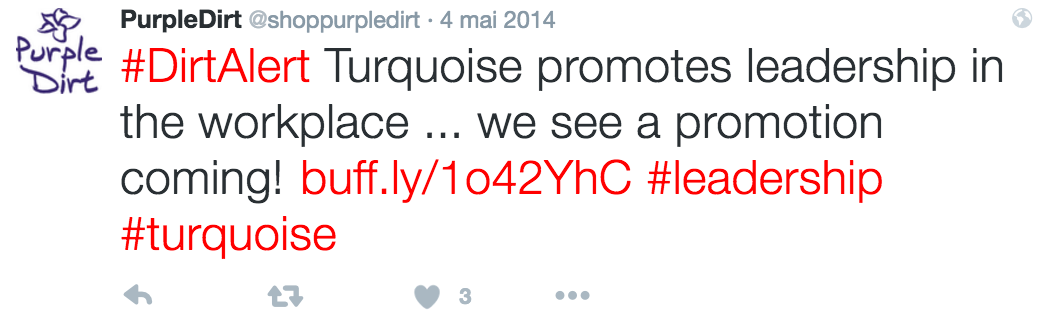 Purple
Dirt
PurpleDirt @shoppurpledirt · 4 mai 2014
#DirtAlert Turquoise promotes leadership in
the workplace ... we see a promotion
coming! buff.ly/1o42YhC #leadership
#turquoise
3